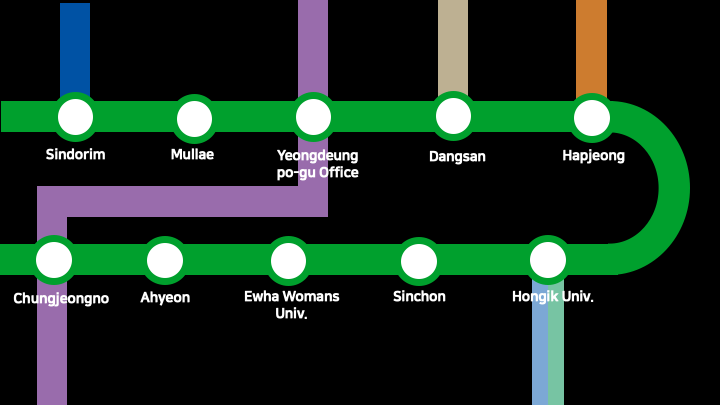 Sindorim
Mullae
Yeongdeung
po-gu Office
Dangsan
Hapjeong
Chungjeongno
Ahyeon
Ewha Womans
Univ.
Sinchon
Hongik Univ.